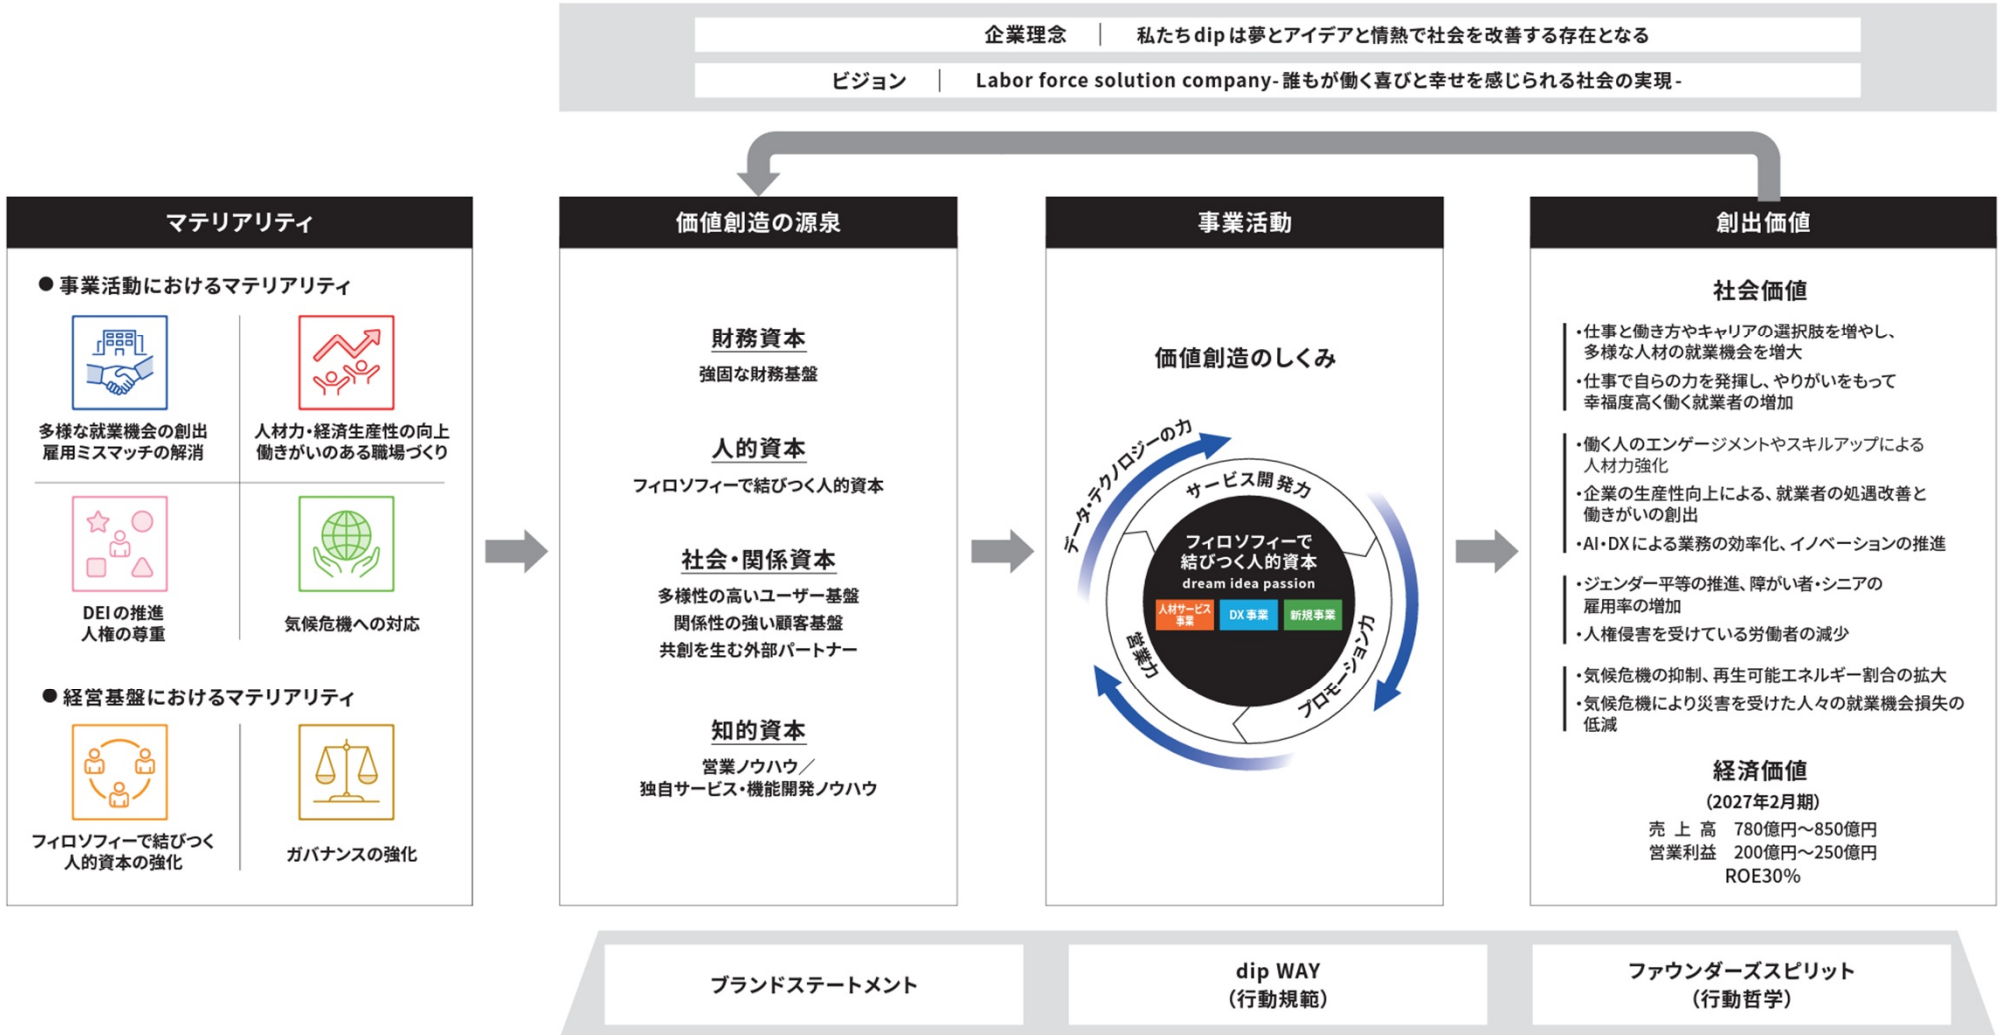 企業理念 │ 私たちdipは夢とアイデアと情熱で社会を改善する存在となる
ビジョン │ Labor force solution company-誰もが働く喜びと幸せを感じられる社会の実現-
マテリアリティ
●事業活動におけるマテリアリティ
多様な就業機会の創出
雇用ミスマッチの解消
人材力・経済生産性の向上
働きがいのある職場づくり
DEIの推進
人権の尊重
気候危機への対応
●経営基盤におけるマテリアリティ
フィロソフィーで結びつく
人的資本の強化
ガバナンスの強化
価値創造の源泉
財務資本
強固な財務基盤
人的資本
フィロソフィーで結びつく人的資本
社会・関係資本
多様性の高いユーザー基盤
関係性の強い顧客基盤
共創を生む外部パートナー
知的資本
営業ノウハウ／
独自サービス・機能開発ノウハウ
事業活動
価値創造のしくみ
データ・テクノロジーの力
サービス開発力
プロモーション力
営業力
フィロソフィーで
結びつく人的資本
dream idea passion
人材サービス
事業
DX事業
新規事業
創出価値
社会価値
・仕事と働き方やキャリアの選択肢を増やし、
多様な人材の就業機会を増大
・仕事で自らの力を発揮し、やりがいをもって
幸福度高く働く就業者の増加
・働く人のエンゲージメントやスキルアップによる
人材力強化
・企業の生産性向上による、就業者の処遇改善と
働きがいの創出
・AI・DXによる業務の効率化、イノベーションの推進
・ジェンダー平等の推進、障がい者・シニアの
雇用率の増加
・人権侵害を受けている労働者の減少
・気候危機の抑制、再生可能エネルギー割合の拡大
・気候危機により災害を受けた人々の就業機会損失の
低減
経済価値
（2027年2月期）
売上高 780億円～850億円
営業利益 200億円～250億円
ROE30%
ブランドステートメント
dip WAY
（行動規範）
ファウンダーズスピリット
（行動哲学）